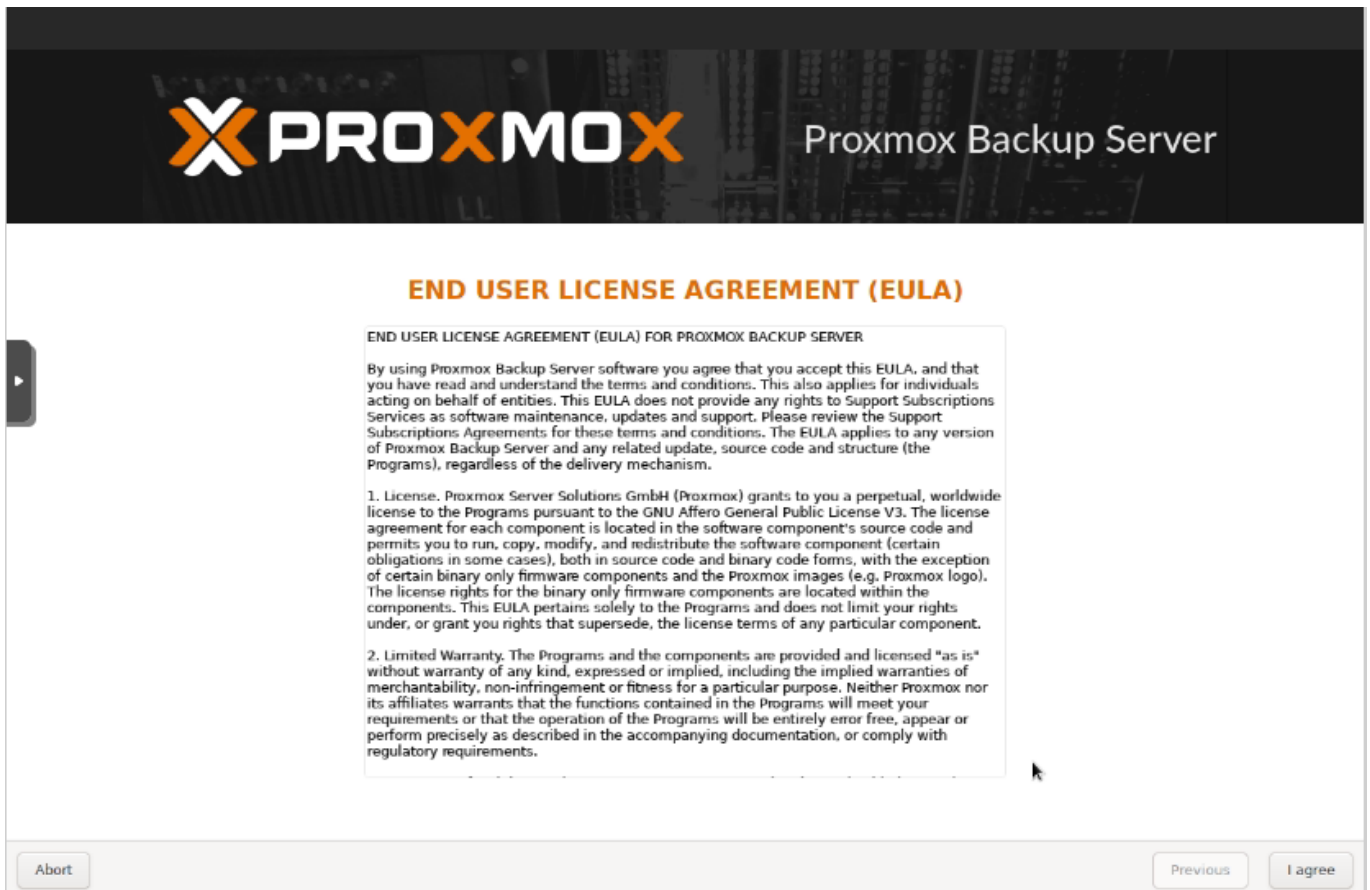 PROXMOX
Proxmox Backup Server
END USER LICENSE AGREEMENT (EULA)
END USER LICENSE AGREEMENT (EULA) FOR PROXMOX BACKUP SERVER
By using Proxmox Backup Server software you agree that you accept this EULA, and that
you have read and understand the terms and conditions. This also applies for individuals
acting on behalf of entities. This EULA does not provide any rights to Support Subscriptions
Services as software maintenance, updates and support. Please review the Support
Subscriptions Agreements for these terms and conditions. The EULA applies to any version
of Proxmox Backup Server and any related update, source code and structure (the
Programs), regardless of the delivery mechanism.
1. License. Proxmox Server Solutions GmbH (Proxmox) grants to you a perpetual, worldwide
license to the Programs pursuant to the GNU Affero General Public License V3. The license
agreement for each component is located in the software component's source code and
permits you to run, copy, modify, and redistribute the software component (certain
obligations in some cases), both in source code and binary code forms, with the exception
of certain binary only firmware components and the Proxmox images (e.g. Proxmox logo).
The license rights for the binary only firmware components are located within the
components. This EULA pertains solely to the Programs and does not limit your rights
under, or grant you rights that supersede, the license terms of any particular component.
2. Limited Warranty. The Programs and the components are provided and licensed "as is"
without warranty of any kind, expressed or implied, including the implied warranties of
merchantability, non-infringement or fitness for a particular purpose. Neither Proxmox nor
its affiliates warrants that the functions contained in the Programs will meet your
requirements or that the operation of the Programs will be entirely error free, appear or
perform precisely as described in the accompanying documentation, or comply with
regulatory requirements.
Abort
Previous
I agree